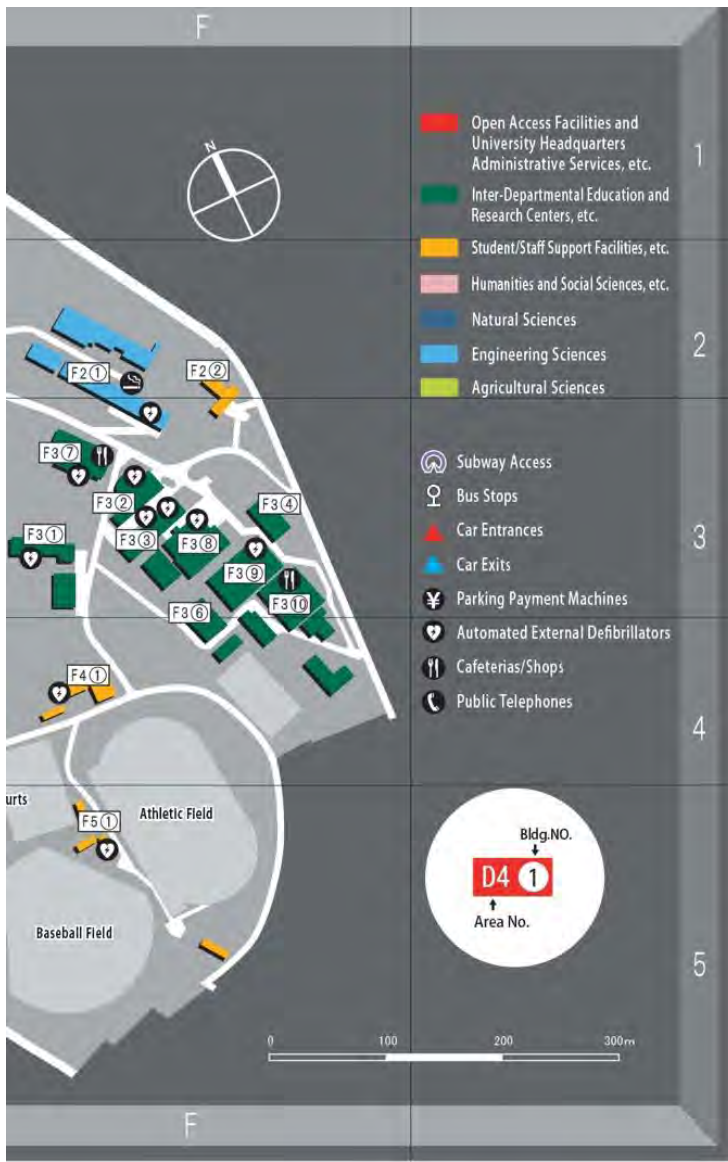 F
N
1
Open Access Facilities and
University Headquarters
Administrative Services, etc.
Inter-Departmental Education and
Research Centers, etc.
Student/Staff Support Facilities, etc.
Humanities and Social Sciences, etc.
Natural Sciences
2
Engineering Sciences
Agricultural Sciences
F2①
F2②
F3⑦
Subway Access
F3②
F3④
Bus Stops
F3①
F3③
F3⑧
Car Entrances
3
Car Exits
F3⑨
¥ Parking Payment Machines
F3⑩
F3⑥
Automated External Defibrillators
Cafeterias/Shops
F4①
Public Telephones
4
urts
Athletic Field
F5①
Bldg.NO.
D4 1
Area No.
Baseball Field
5
0 100 200 300m
F